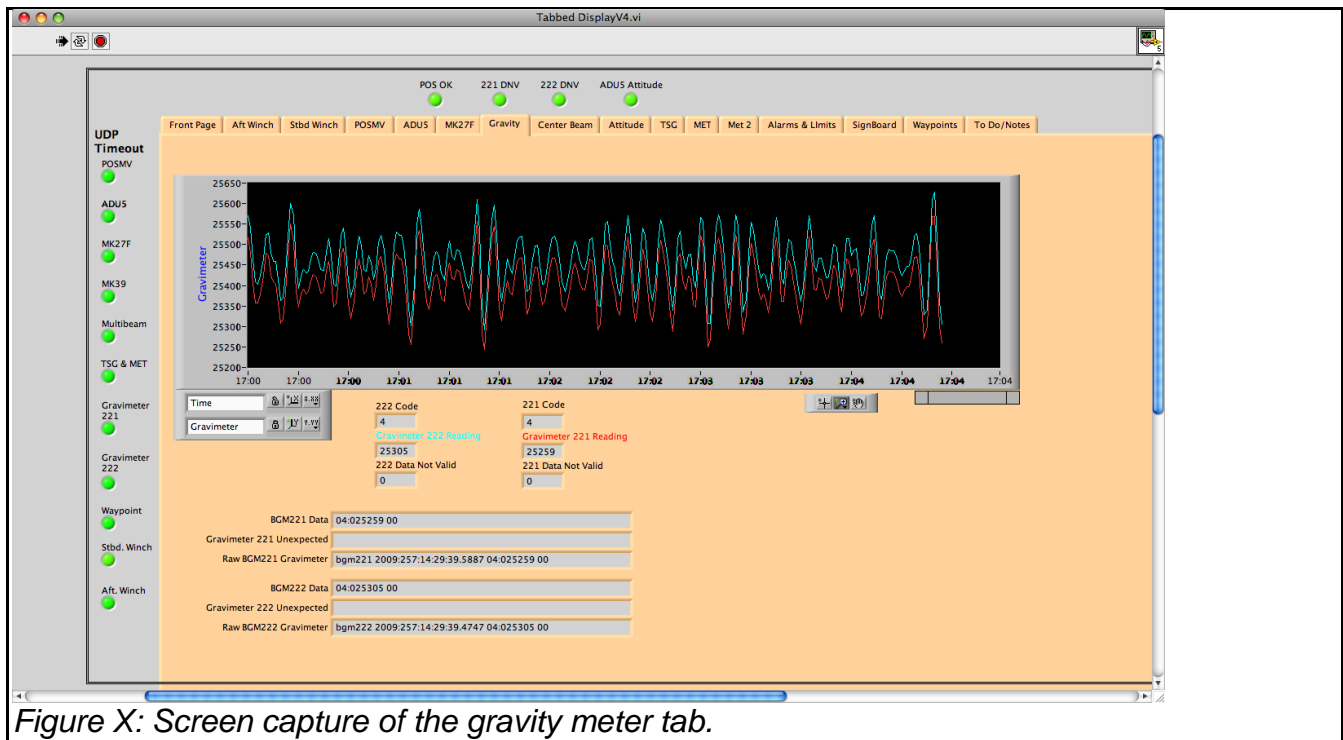 Tabbed DisplayV4.vi
5
POS OK 221 DNV 222 DNV ADU5 Attitude
Front Page Aft Winch Stbd Winch POSMV ADU5 MK27F Gravity Center Beam Attitude TSG MET Met 2 Alarms & LImits SignBoard Waypoints To Do/Notes
UDP
Timeout
POSMV
ADU5
MK27F
MK39
Multibeam
TSG & MET
Gravimeter
221
Gravimeter
222
Waypoint
Stbd. Winch
Aft. Winch
Gravimeter
25650
25600
25550
25500
25450
25400
25350
25300
25250
25200
17:00 17:00 17:00 17:01 17:01 17:01 17:02 17:02 17:02 17:03 17:03 17:03 17:04 17:04 17:04 17:04
Time
Gravimeter
222 Code
4
Gravimeter 222 Reading
25305
222 Data Not Valid
0
221 Code
4
Gravimeter 221 Reading
25259
221 Data Not Valid
0
BGM221 Data 04:025259 00
Gravimeter 221 Unexpected
Raw BGM221 Gravimeter bgm221 2009:257:14:29:39.5887 04:025259 00
BGM222 Data 04:025305 00
Gravimeter 222 Unexpected
Raw BGM222 Gravimeter bgm222 2009:257:14:29:39.4747 04:025305 00
Figure X: Screen capture of the gravity meter tab.